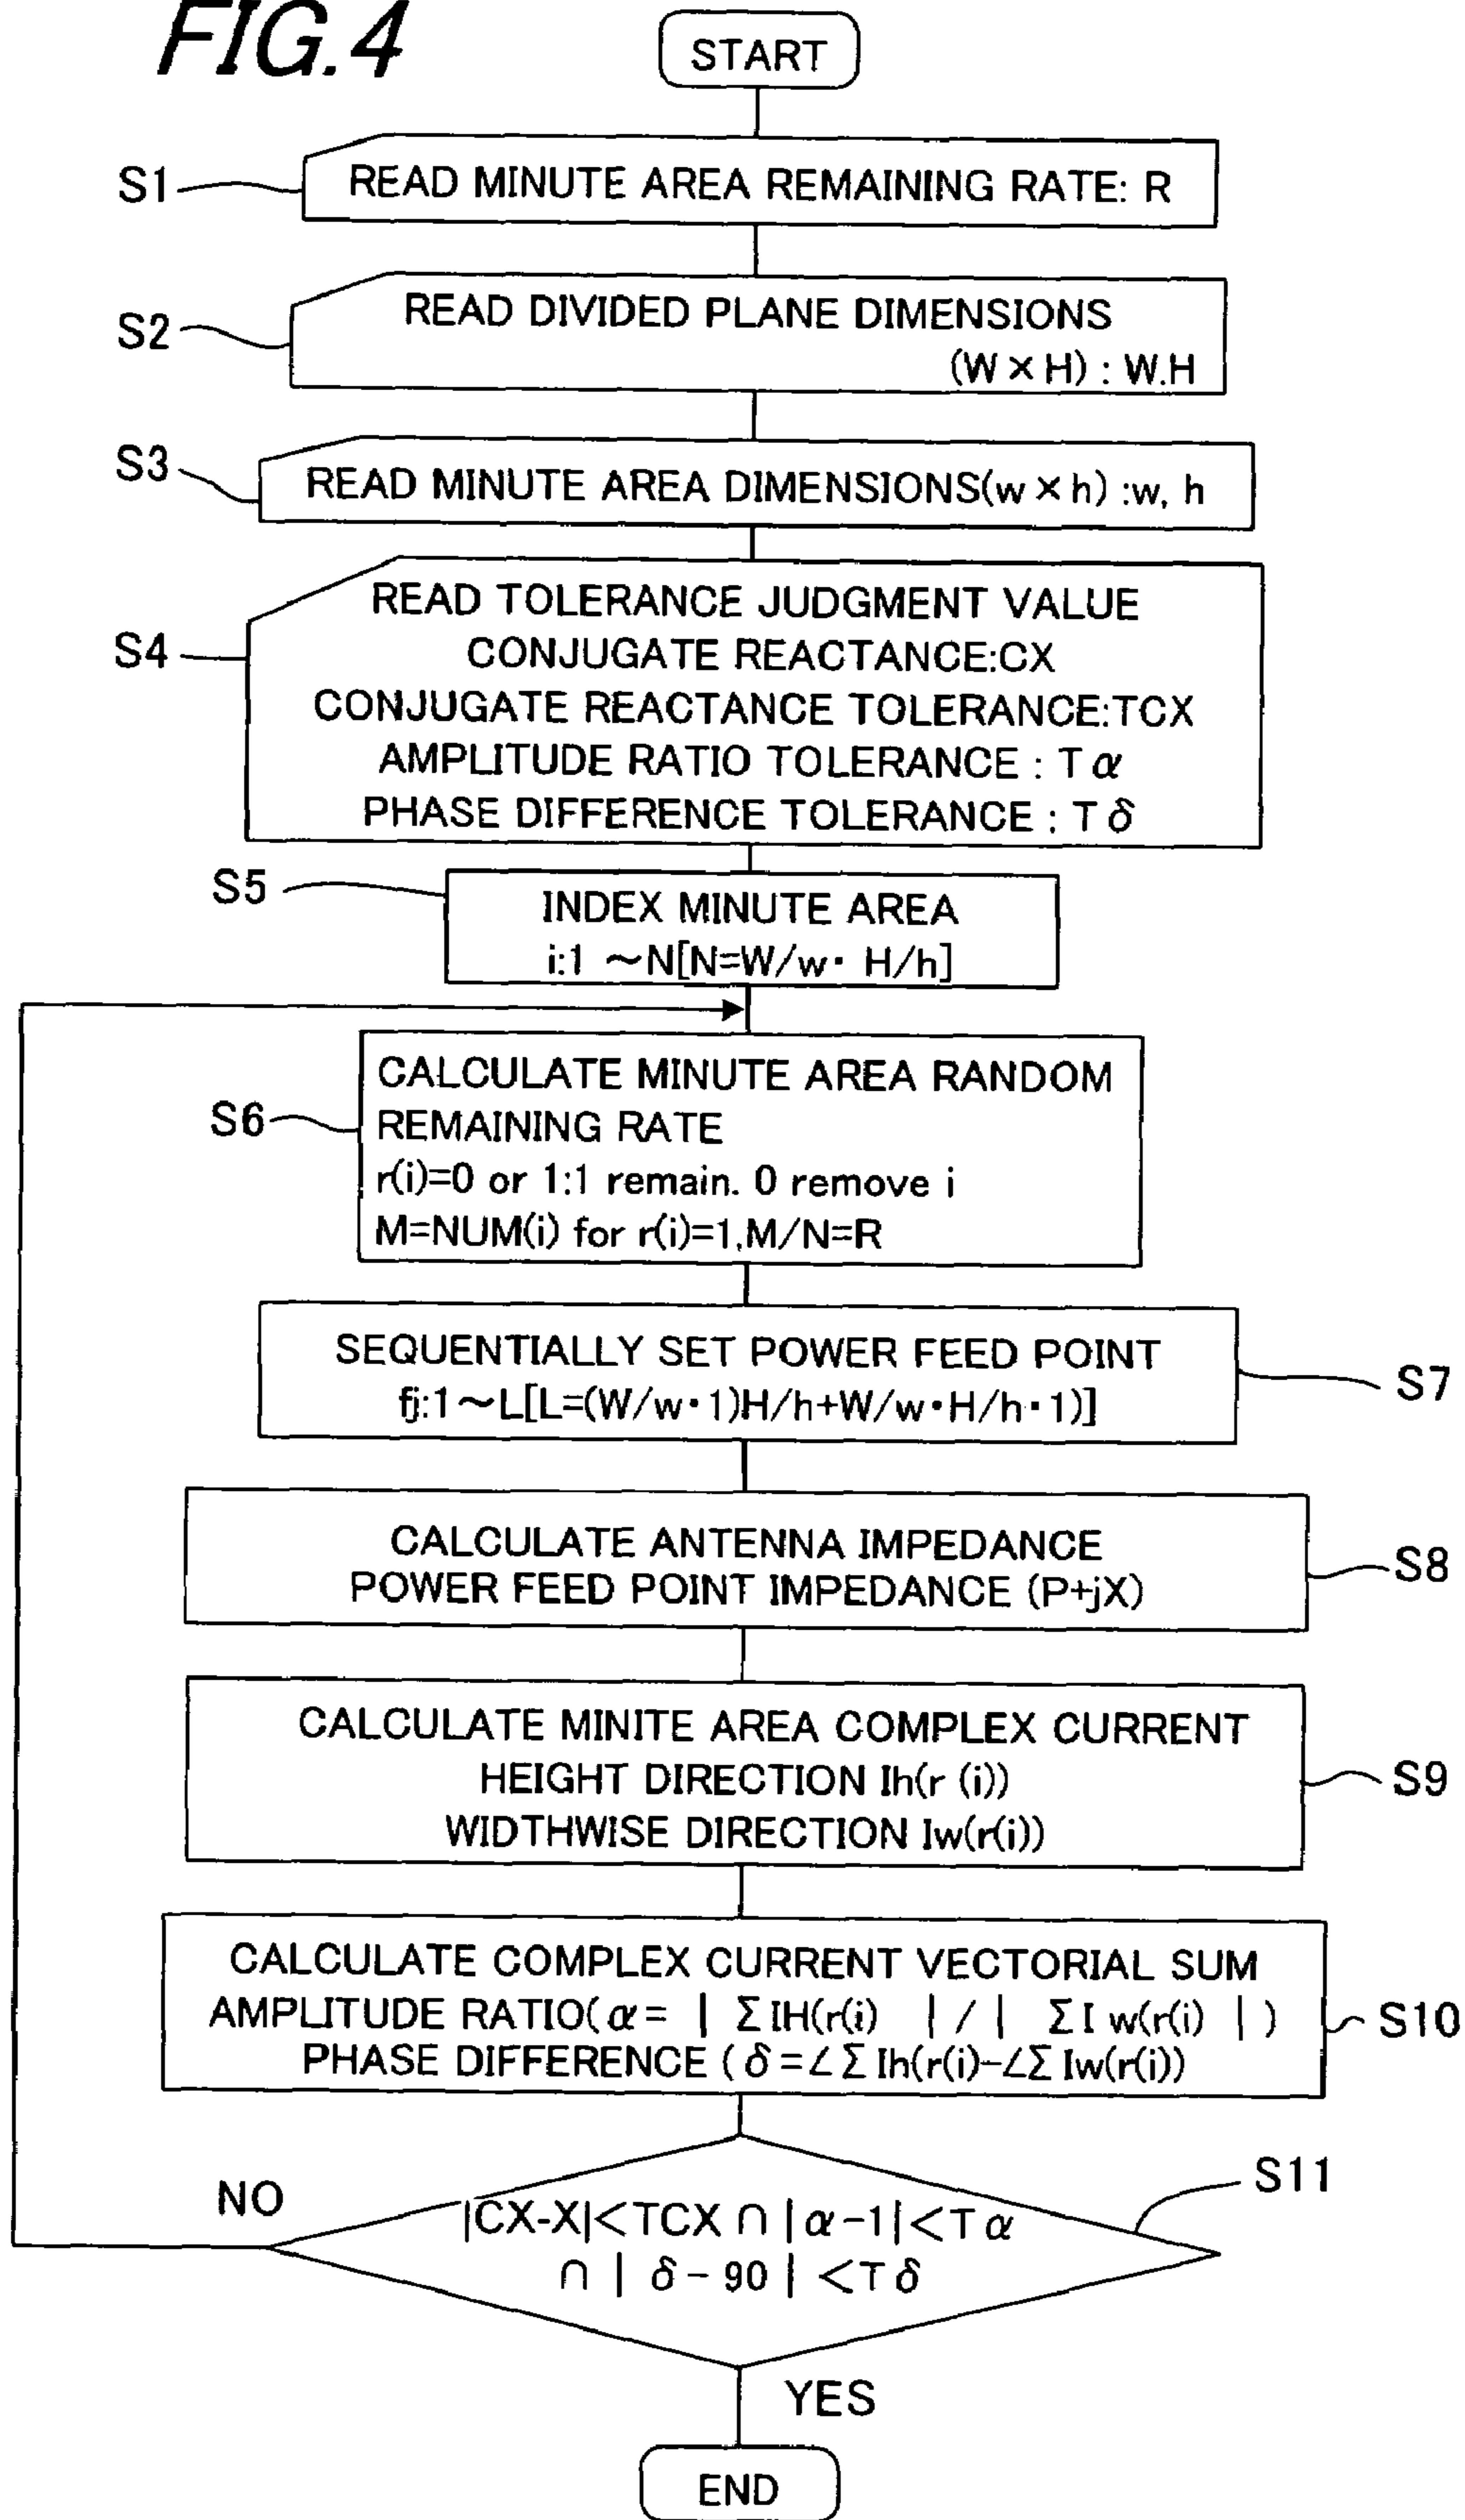 FIG.4
START
S1
READ MINUTE AREA REMAINING RATE: R
S2
READ DIVIDED PLANE DIMENSIONS
(W×H) : W.H
S3
READ MINUTE AREA DIMENSIONS(w×h) :w, h
S4
READ TOLERANCE JUDGMENT VALUE
CONJUGATE REACTANCE:CX
CONJUGATE REACTANCE TOLERANCE:TCX
AMPLITUDE RATIO TOLERANCE : Tα
PHASE DIFFERENCE TOLERANCE : Tδ
S5
INDEX MINUTE AREA
i:1 ~N[N=W/w· H/h]
S6
CALCULATE MINUTE AREA RANDOM
REMAINING RATE
r(i)=0 or 1:1 remain. 0 remove i
M=NUM(i) for r(i)=1,M/N=R
SEQUENTIALLY SET POWER FEED POINT
fj:1~L[L=(W/w·1)H/h+W/w·H/h·1)]
S7
CALCULATE ANTENNA IMPEDANCE
POWER FEED POINT IMPEDANCE (P+jX)
S8
CALCULATE MINITE AREA COMPLEX CURRENT
HEIGHT DIRECTION Ih(r (i))
WIDTHWISE DIRECTION Iw(r(i))
S9
CALCULATE COMPLEX CURRENT VECTORIAL SUM
AMPLITUDE RATIO(α= | ΣIH(r(i) | / | ΣI w(r(i) | )
PHASE DIFFERENCE (δ=∠Σ Ih(r(i)-∠Σ Iw(r(i))
S10
S11
NO
|CX-X|<TCX ∩ |α-1|<Tα
∩ | δ- 90 | <Tδ
YES
END